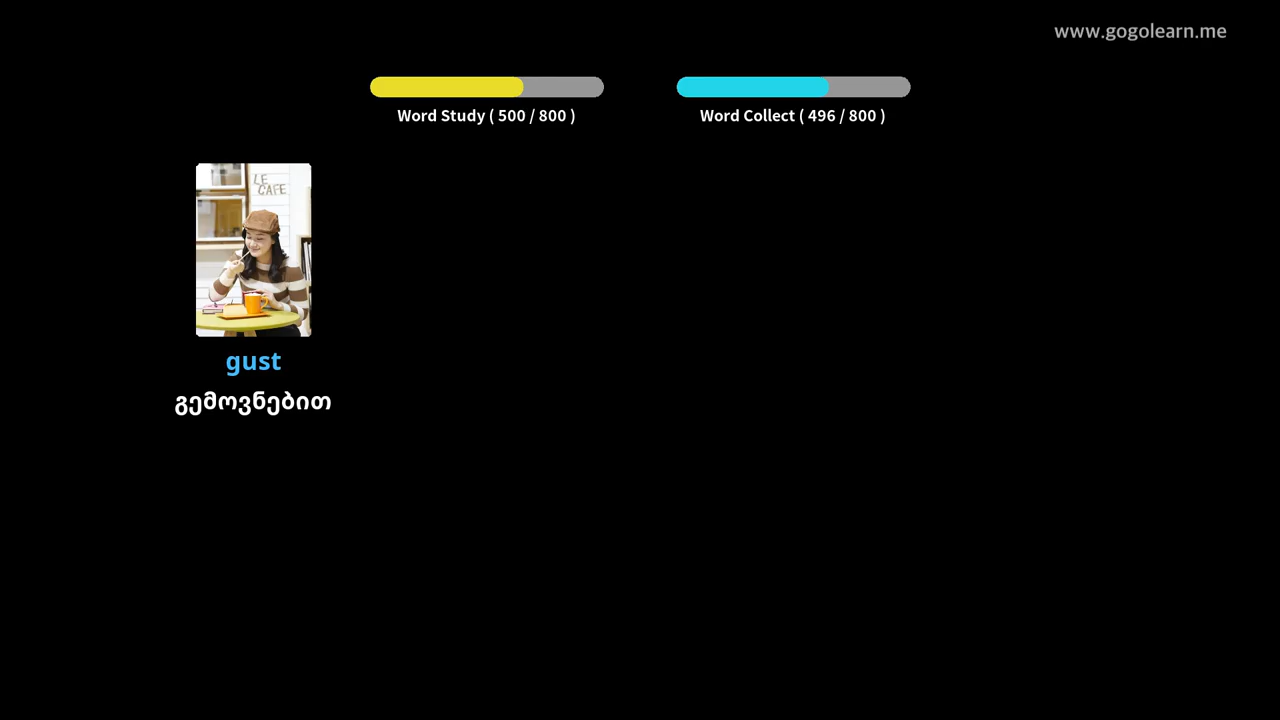 www.gogolearn.me
Word Study ( 500 / 800 )
Word Collect ( 496 / 800 )
LE
CAFE
gust
გემოვნებით